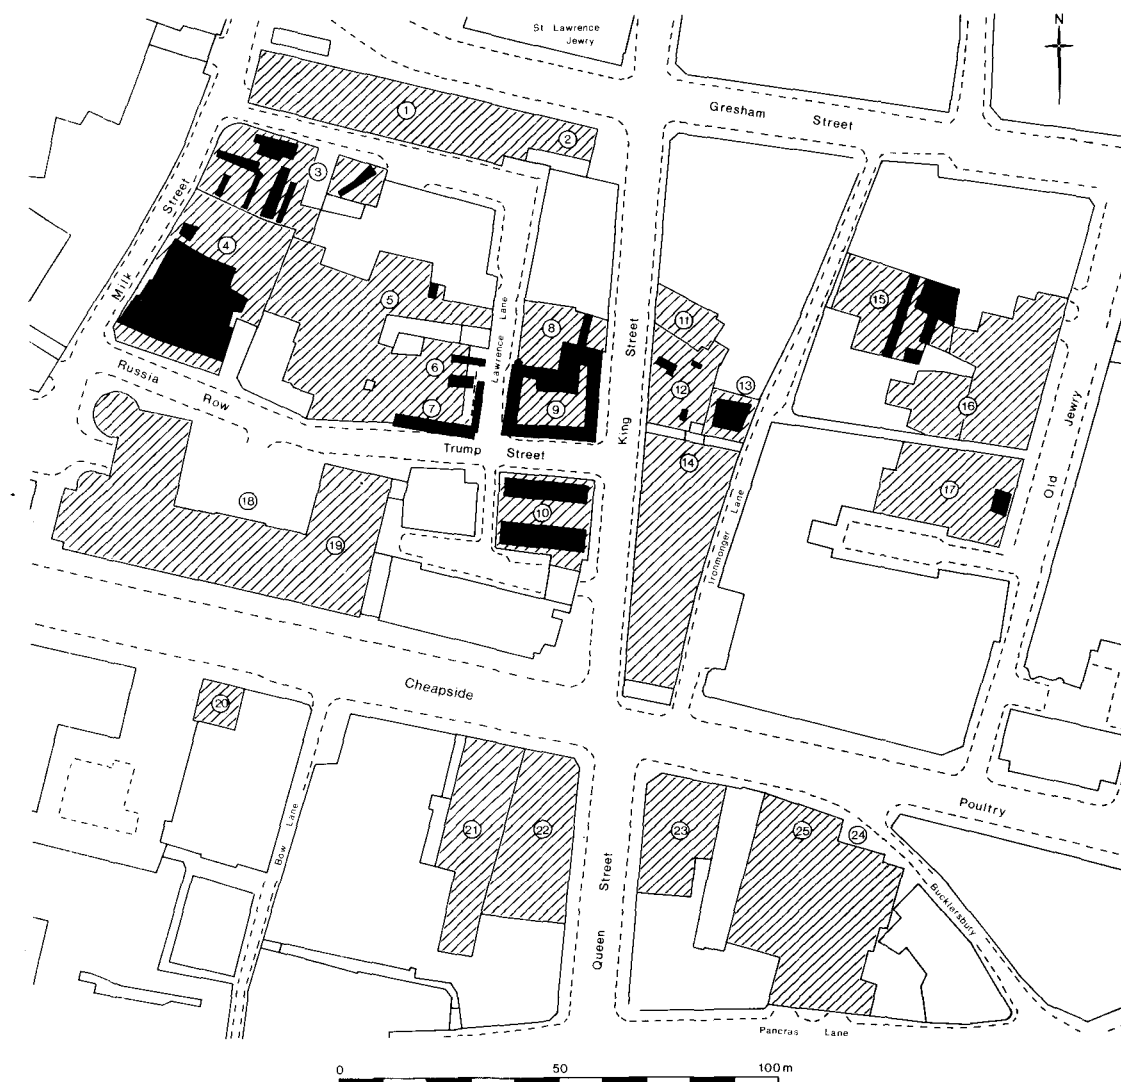 St Lawrence
Jewry
N
Gresham Street
1
2
3
Milk Street
4
5
Lawrence Lane
6
7
8
9
King Street
11
12
13
14
15
16
17
Old Jewry
Russia Row
Trump Street
10
Ironmonger Lane
18
19
Cheapside
20
Bow Lane
21
22
Queen Street
23
25
24
Poultry
Bucklersbury
Pancras Lane
0 50 100 m